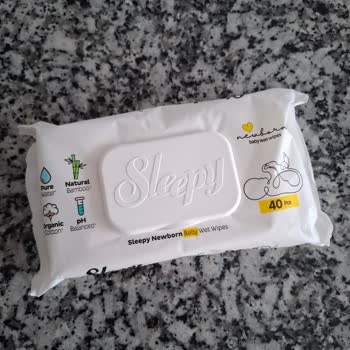 Sleepy
newborn
baby wet wipes
Pure
Water
Natural
Bamboo
Organic
Cotton
pH
Balanced
40 Pcs
Sleepy Newborn Baby Wet Wipes